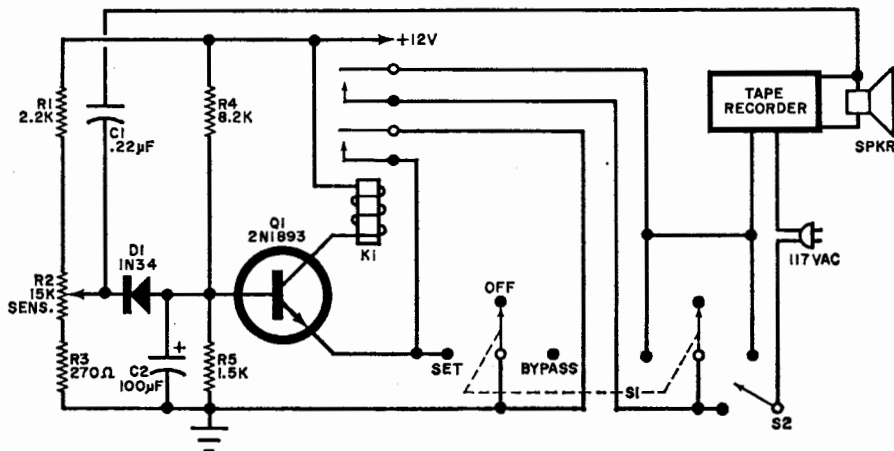 +12V
R1
2.2K
C1
.22µF
R4
8.2K
TAPE
RECORDER
SPKR
Q1
2N1893
K1
117VAC
D1
1N34
R2
15K
SENS.
OFF
R3
270Ω
C2
100µF
+
R5
1.5K
SET
BYPASS
S1
S2